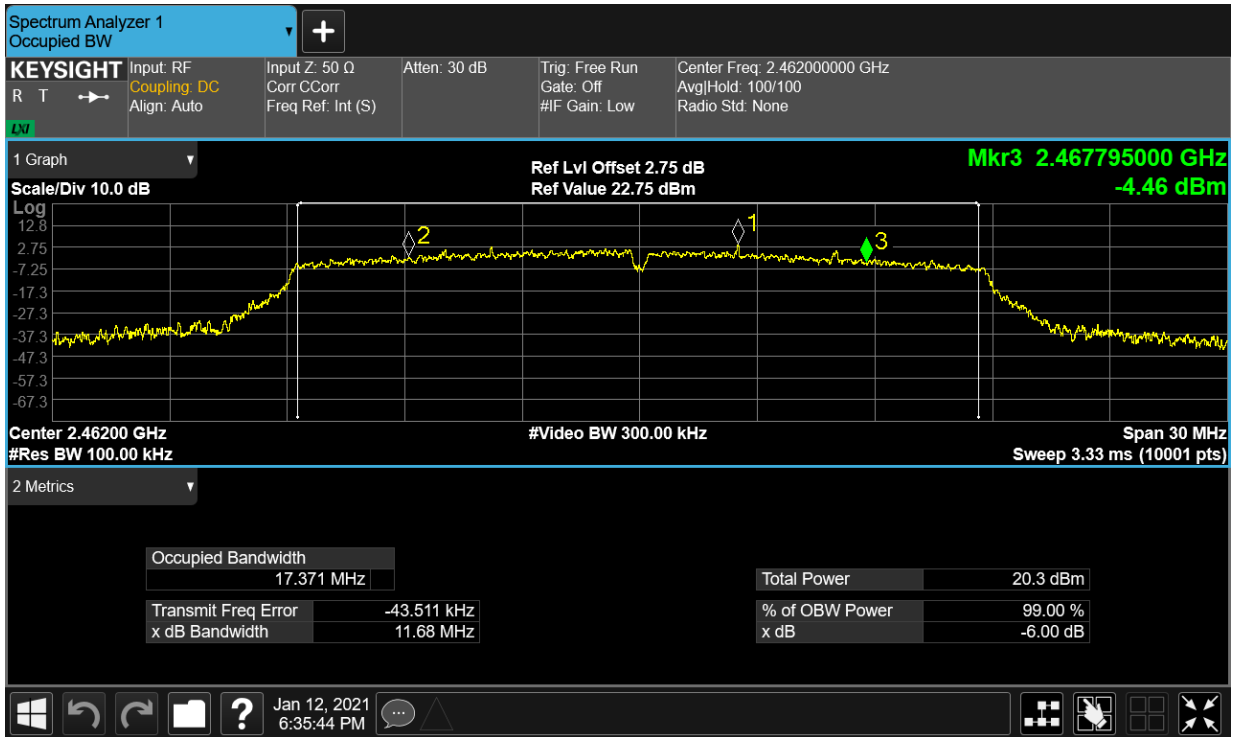 Spectrum Analyzer 1
Occupied BW
KEYSIGHT
R T
LXI
Input: RF
Coupling: DC
Align: Auto
Input Z: 50 Ω
Corr CCorr
Freq Ref: Int (S)
Atten: 30 dB
Trig: Free Run
Gate: Off
#IF Gain: Low
Center Freq: 2.462000000 GHz
Avg|Hold: 100/100
Radio Std: None
1 Graph
Scale/Div 10.0 dB
Ref Lvl Offset 2.75 dB
Ref Value 22.75 dBm
Mkr3 2.467795000 GHz
-4.46 dBm
Log
12.8
2.75
-7.25
-17.3
-27.3
-37.3
-47.3
-57.3
-67.3
2
1
3
Center 2.46200 GHz
#Res BW 100.00 kHz
#Video BW 300.00 kHz
Span 30 MHz
Sweep 3.33 ms (10001 pts)
2 Metrics
Occupied Bandwidth
17.371 MHz
Transmit Freq Error -43.511 kHz
x dB Bandwidth 11.68 MHz
Total Power 20.3 dBm
% of OBW Power 99.00 %
x dB -6.00 dB
?
Jan 12, 2021
6:35:44 PM